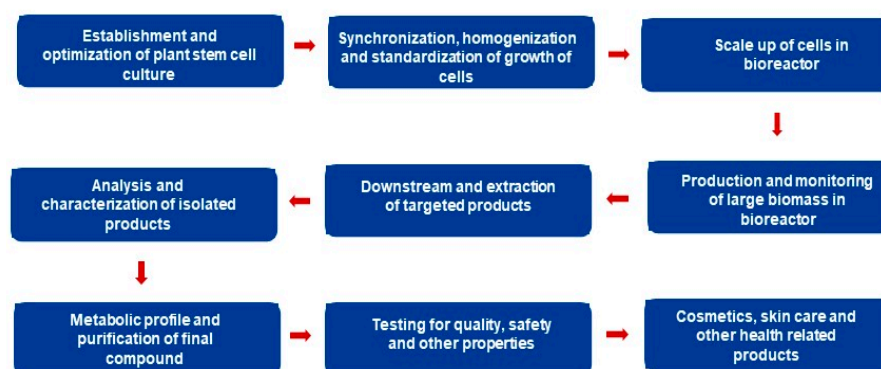 Establishment and
optimization of plant stem cell
culture
Synchronization, homogenization
and standardization of growth of
cells
Scale up of cells in
bioreactor
Production and monitoring
of large biomass in
bioreactor
Downstream and extraction
of targeted products
Analysis and
characterization of isolated
products
Metabolic profile and
purification of final
compound
Testing for quality, safety
and other properties
Cosmetics, skin care and
other health related
products